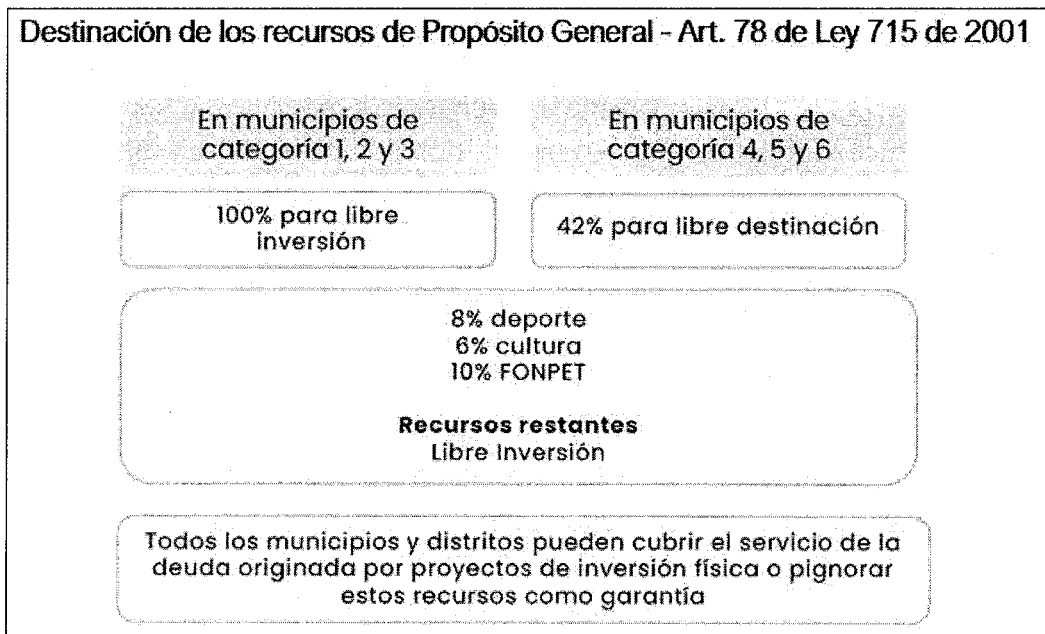 Destinación de los recursos de Propósito General - Art. 78 de Ley 715 de 2001
En municipios de
categoría 1, 2 y 3
En municipios de
categoría 4, 5 y 6
100% para libre
inversión
42% para libre destinación
8% deporte
6% cultura
10% FONPET
Recursos restantes
Libre Inversión
Todos los municipios y distritos pueden cubrir el servicio de la
deuda originada por proyectos de inversión física o pignorar
estos recursos como garantía